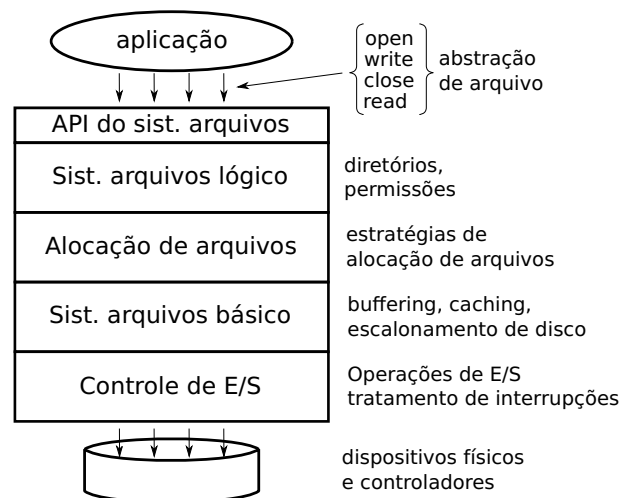 aplicação
open
write
close
read
abstração
de arquivo
API do sist. arquivos
Sist. arquivos lógico
diretórios,
permissões
Alocação de arquivos
estratégias de
alocação de arquivos
Sist. arquivos básico
buffering, caching,
escalonamento de disco
Controle de E/S
Operações de E/S
tratamento de interrupções
dispositivos físicos
e controladores